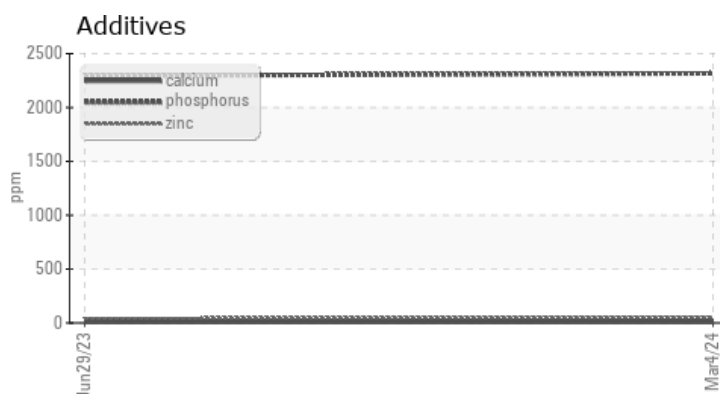 Additives
2500
2000
1500
1000
500
0
ppm
calcium
phosphorus
zinc
Jun29/23
Mar4/24